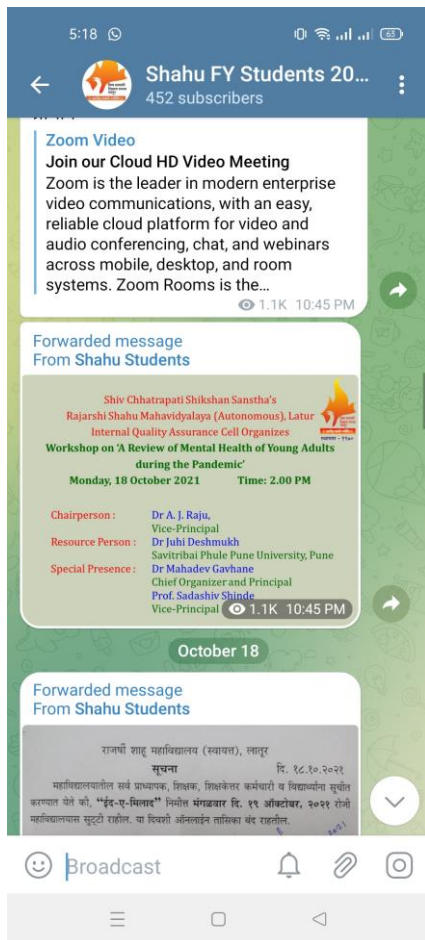 5:18
63
Shahu FY Students 20...
452 subscribers
Zoom Video
Join our Cloud HD Video Meeting
Zoom is the leader in modern enterprise
video communications, with an easy,
reliable cloud platform for video and
audio conferencing, chat, and webinars
across mobile, desktop, and room
systems. Zoom Rooms is the...
1.1K 10:45 PM
Forwarded message
From Shahu Students
Shiv Chhatrapati Shikshan Sanstha's
Rajarshi Shahu Mahavidyalaya (Autonomous), Latur
Internal Quality Assurance Cell Organizes
Workshop on 'A Review of Mental Health of Young Adults
during the Pandemic'
Monday, 18 October 2021 Time: 2.00 PM
Chairperson : Dr A. J. Raju,
Vice-Principal
Resource Person : Dr Juhi Deshmukh
Savitribai Phule Pune University, Pune
Special Presence : Dr Mahadev Gavhane
Chief Organizer and Principal
Prof. Sadashiv Shinde
Vice-Principal
1.1K 10:45 PM
October 18
Forwarded message
From Shahu Students
राजर्षी शाहू महाविद्यालय (स्वायत्त), लातूर
सूचना
दि. १८.१०.२०२१
महाविद्यालयातील सर्व प्राध्यापक, शिक्षक, शिक्षकेत्तर कर्मचारी व विद्यार्थ्यांना सुचीत
करण्यात येते की, "ईद-ए-मिलाद" निमीत्त मंगळवार दि. १९ ऑक्टोबर, २०२१ रोजी
महाविद्यालयास सुट्टी राहील. या दिवशी ऑनलाईन तासिका बंद राहतील.
Broadcast